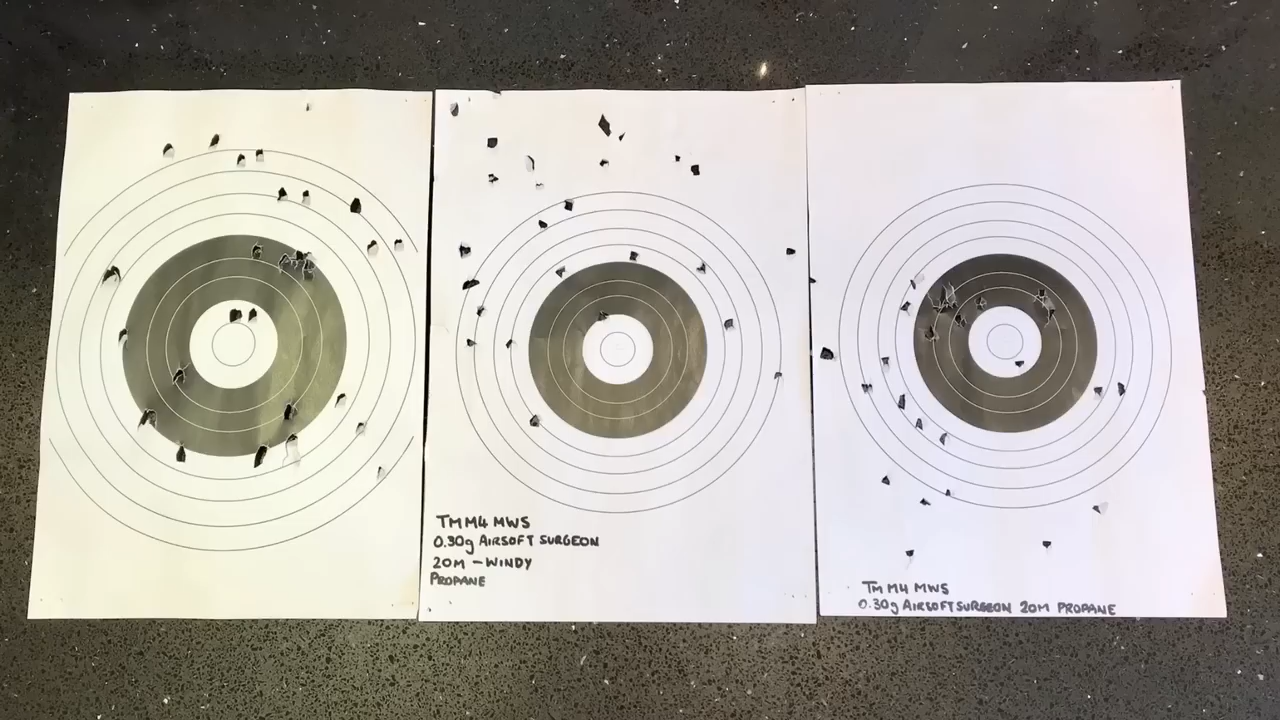 TM M4 MWS
0.30g AIRSOFT SURGEON
20M - WINDY
PROPANE
TM M4 MWS
0.30g AIRSOFT SURGEON 20M PROPANE